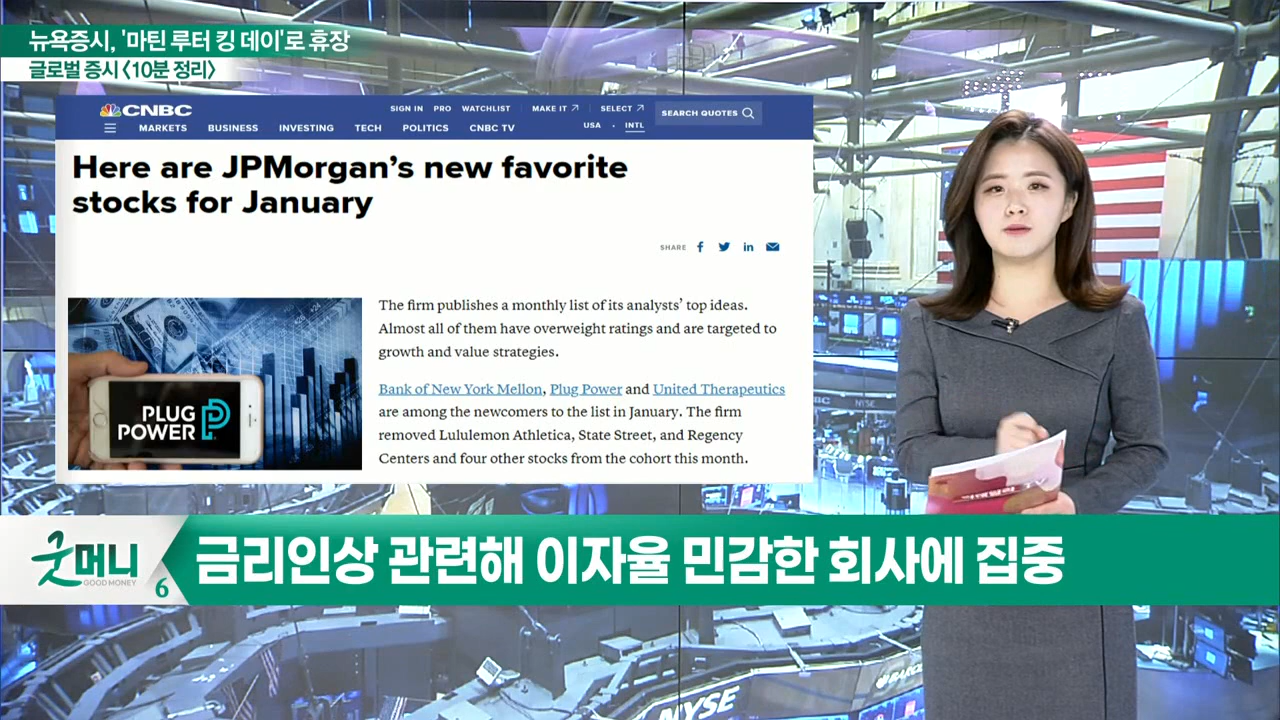 뉴욕증시, '마틴 루터 킹 데이'로 휴장
글로벌 증시 <10분 정리>
CNBC
SIGN IN PRO WATCHLIST MAKE IT SELECT
SEARCH QUOTES
USA · INTL
MARKETS BUSINESS INVESTING TECH POLITICS CNBC TV
Here are JPMorgan’s new favorite
stocks for January
SHARE
The firm publishes a monthly list of its analysts’ top ideas.
Almost all of them have overweight ratings and are targeted to
growth and value strategies.
Bank of New York Mellon, Plug Power and United Therapeutics
are among the newcomers to the list in January. The firm
removed Lululemon Athletica, State Street, and Regency
Centers and four other stocks from the cohort this month.
PLUG
POWER
굿머니
GOOD MONEY
6
금리인상 관련해 이자율 민감한 회사에 집중
NYSE
BARCL